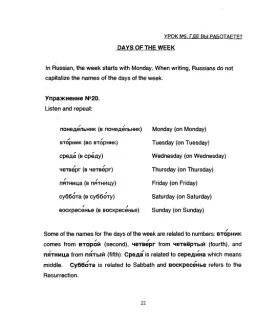 УРОК №5. ГДЕ ВЫ РАБОТАЕТЕ?
DAYS OF THE WEEK
In Russian, the week starts with Monday. When writing, Russians do not
capitalize the names of the days of the week.
Упражнение №20.
Listen and repeat:
понеде́льник (в понеде́льник) Monday (on Monday)
вто́рник (во вто́рник) Tuesday (on Tuesday)
среда́ (в сре́ду) Wednesday (on Wednesday)
четве́рг (в четве́рг) Thursday (on Thursday)
пя́тница (в пя́тницу) Friday (on Friday)
суббо́та (в суббо́ту) Saturday (on Saturday)
воскресе́нье (в воскресе́нье) Sunday (on Sunday)
Some of the names for the days of the week are related to numbers: вто́рник
comes from второ́й (second), четве́рг from четвёртый (fourth), and
пя́тница from пя́тый (fifth). Среда́ is related to середи́на which means
middle. Суббо́та is related to Sabbath and воскресе́нье refers to the
Resurrection.
22